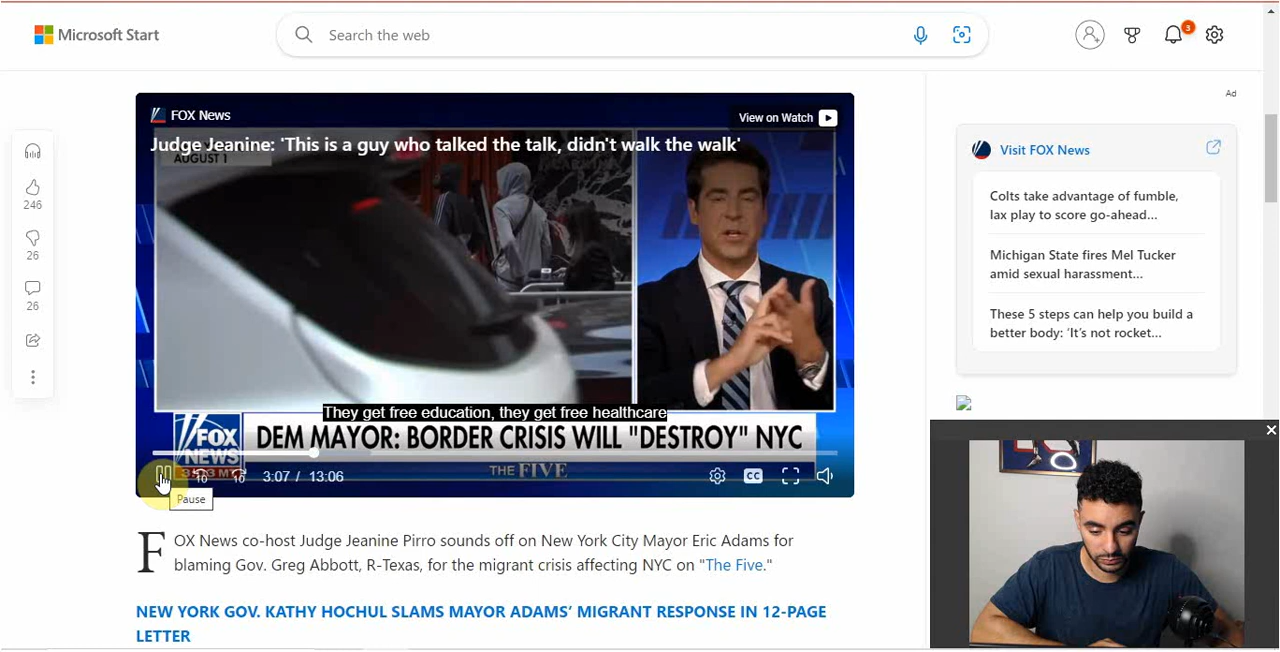 Microsoft Start
Search the web
3
FOX News
View on Watch
Judge Jeanine: 'This is a guy who talked the talk, didn't walk the walk'
AUGUST 1
They get free education, they get free healthcare
FOX
NEWS
DEM MAYOR: BORDER CRISIS WILL "DESTROY" NYC
THE FIVE
10
10
3:07 / 13:06
CC
Pause
246
26
26
FOX News co-host Judge Jeanine Pirro sounds off on New York City Mayor Eric Adams for
blaming Gov. Greg Abbott, R-Texas, for the migrant crisis affecting NYC on "The Five."
NEW YORK GOV. KATHY HOCHUL SLAMS MAYOR ADAMS' MIGRANT RESPONSE IN 12-PAGE
LETTER
Ad
Visit FOX News
Colts take advantage of fumble,
lax play to score go-ahead...
Michigan State fires Mel Tucker
amid sexual harassment...
These 5 steps can help you build a
better body: 'It's not rocket...